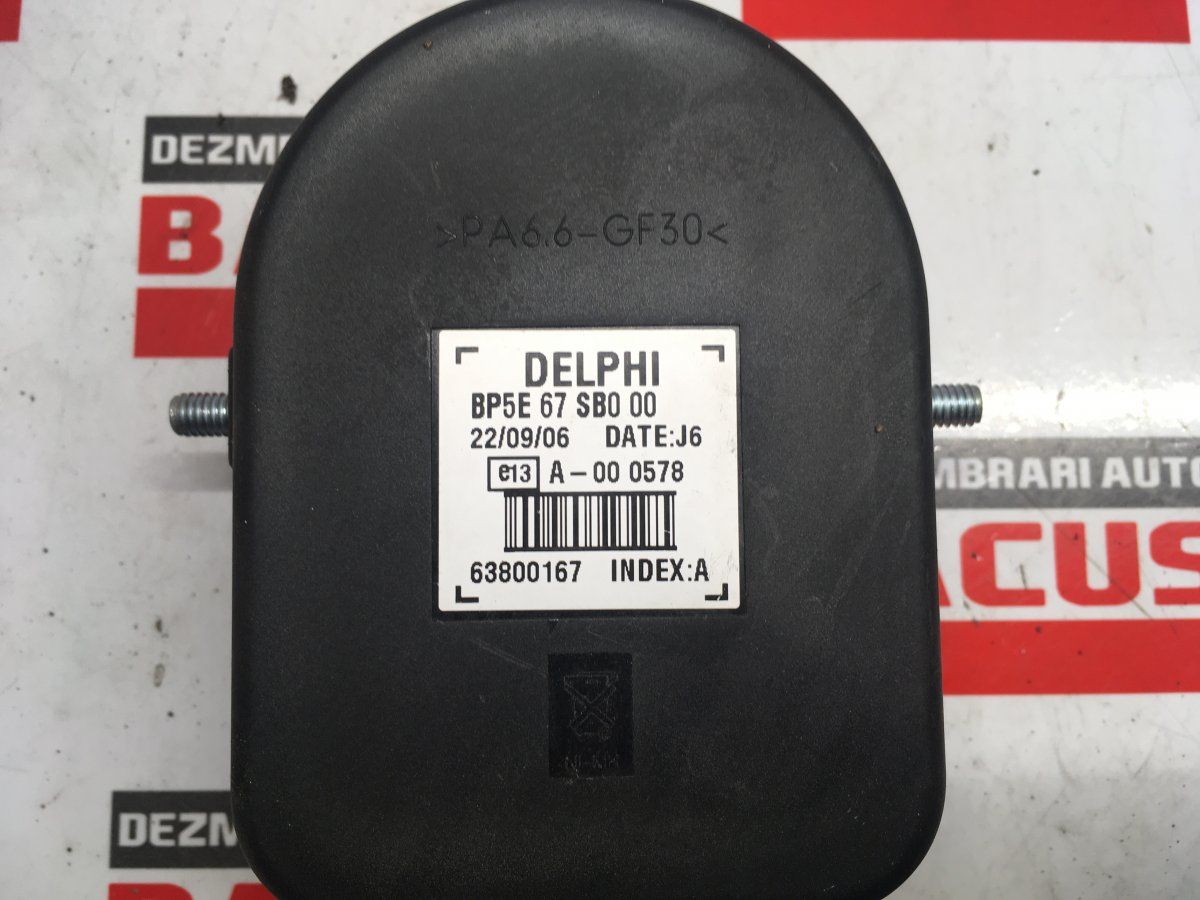 DEZM
BA
>PA6.6-GF30<
DELPHI
BP5E 67 SB0 00
22/09/06 DATE:J6
e13 A-00 0578
63800167 INDEX:A
MBRARI AUTO
ACUS
DEZM